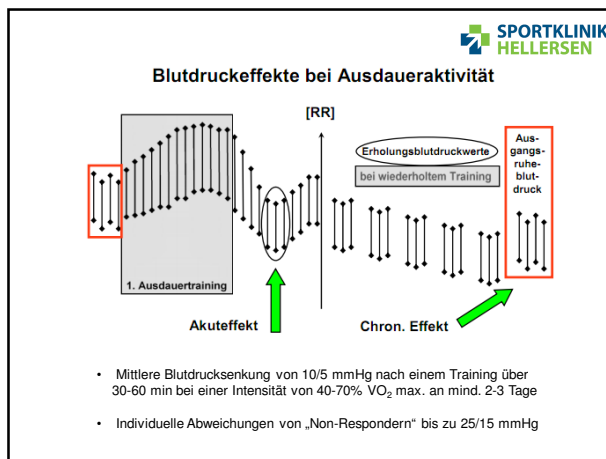 SPORTKLINIK
HELLERSEN
Blutdruckeffekte bei Ausdaueraktivität
[RR]
Erholungsblutdruckwerte
bei wiederholtem Training
Aus-
gangs-
ruhe-
blut-
druck
1. Ausdauertraining
Akuteffekt
Chron. Effekt
• Mittlere Blutdrucksenkung von 10/5 mmHg nach einem Training über
30-60 min bei einer Intensität von 40-70% VO₂ max. an mind. 2-3 Tage
• Individuelle Abweichungen von „Non-Respondern“ bis zu 25/15 mmHg